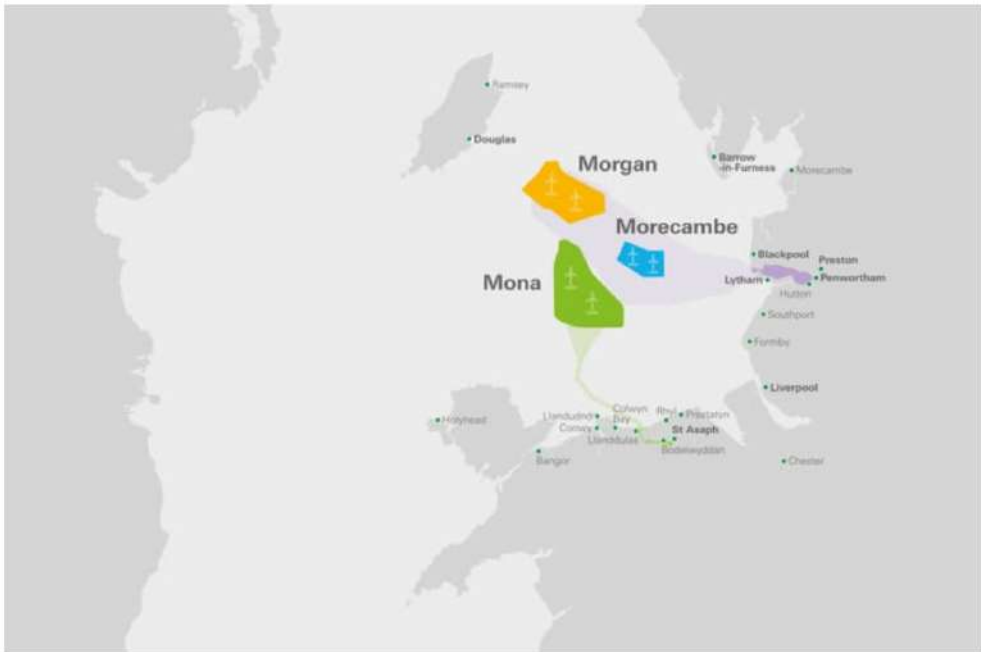 Ramsey
Douglas
Morgan
Barrow
-in-Furness
Morecambe
Morecambe
Mona
Blackpool
Preston
Lytham
Penwortham
Hutton
Southport
Formby
Liverpool
Holyhead
Llandudno
Colwyn
Bay
Rhyl
Prestatyn
Conwy
St Asaph
Llanddulas
Bodelwyddan
Bangor
Chester